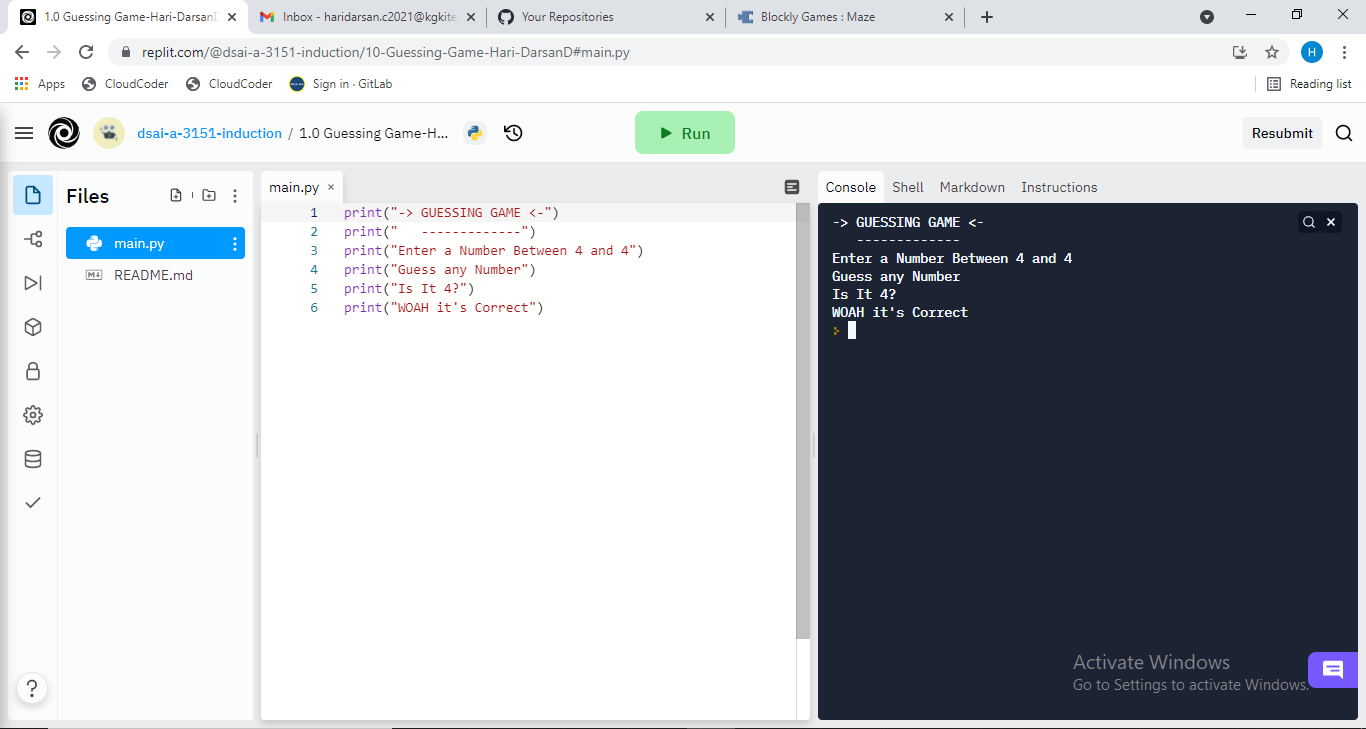 1.0 Guessing Game-Hari-Darsan
Inbox - haridarsan.c2021@kgkite
Your Repositories
Blockly Games : Maze
replit.com/@dsai-a-3151-induction/10-Guessing-Game-Hari-DarsanD#main.py
H
Apps
CloudCoder
CloudCoder
Sign in · GitLab
Reading list
dsai-a-3151-induction / 1.0 Guessing Game-H...
Run
Resubmit
Files
main.py
README.md
main.py
1 print("-> GUESSING GAME <-")
2 print("   -------------")
3 print("Enter a Number Between 4 and 4")
4 print("Guess any Number")
5 print("Is It 4?")
6 print("WOAH it's Correct")
Console
Shell
Markdown
Instructions
-> GUESSING GAME <-
   -------------
Enter a Number Between 4 and 4
Guess any Number
Is It 4?
WOAH it's Correct
Activate Windows
Go to Settings to activate Windows.
?